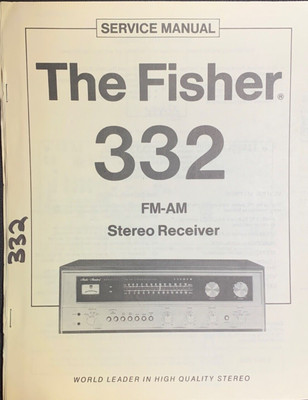 SERVICE MANUAL
The Fisher®
332
FM-AM
Stereo Receiver
332
WORLD LEADER IN HIGH QUALITY STEREO